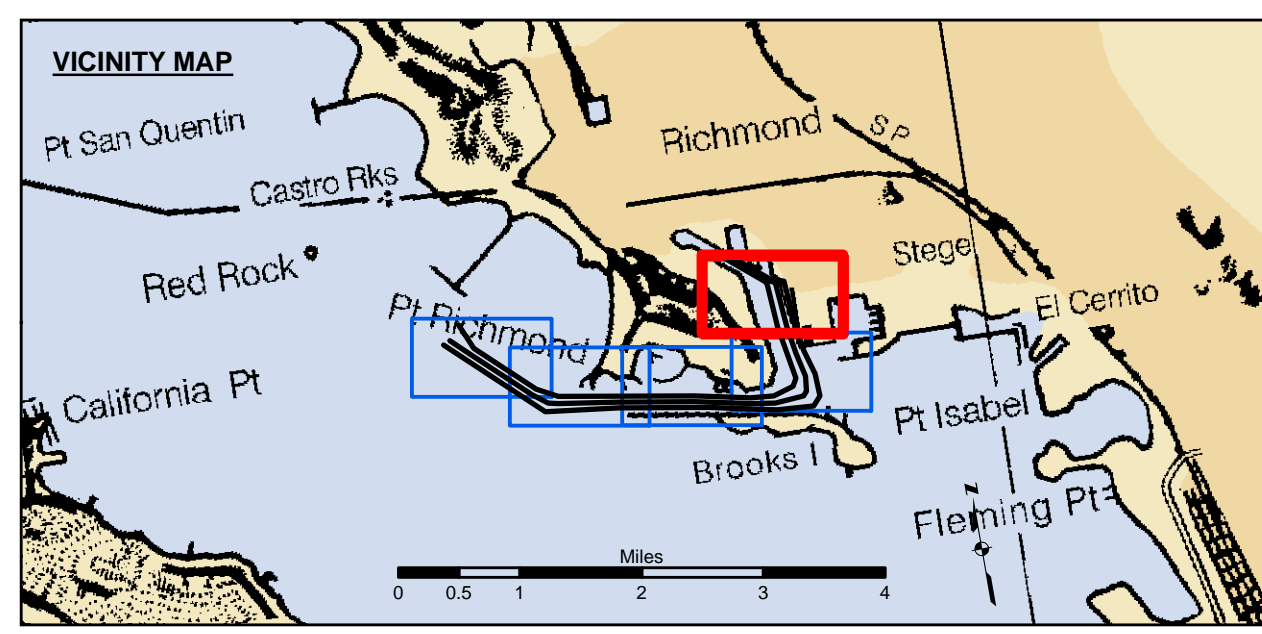 VICINITY MAP
Pt San Quentin
Richmond
S P
Castro Rks
Stege
Red Rock
El Cerrito
Pt Richmond
California Pt
Pt Isabel
Brooks I
Fleming Pt
Z
Miles
0 0.5 1 2 3 4